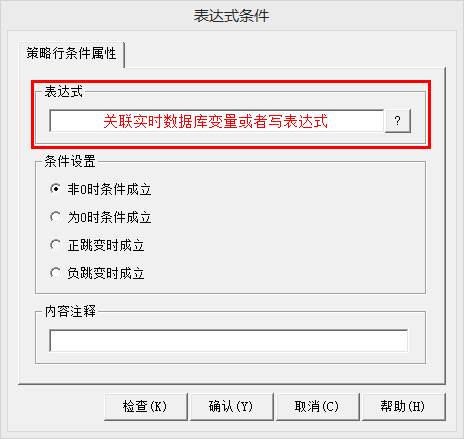 表达式条件
策略行条件属性
表达式
关联实时数据库变量或者写表达式
?
条件设置
非0时条件成立
为0时条件成立
正跳变时成立
负跳变时成立
内容注释
检查(K)
确认(Y)
取消(C)
帮助(H)